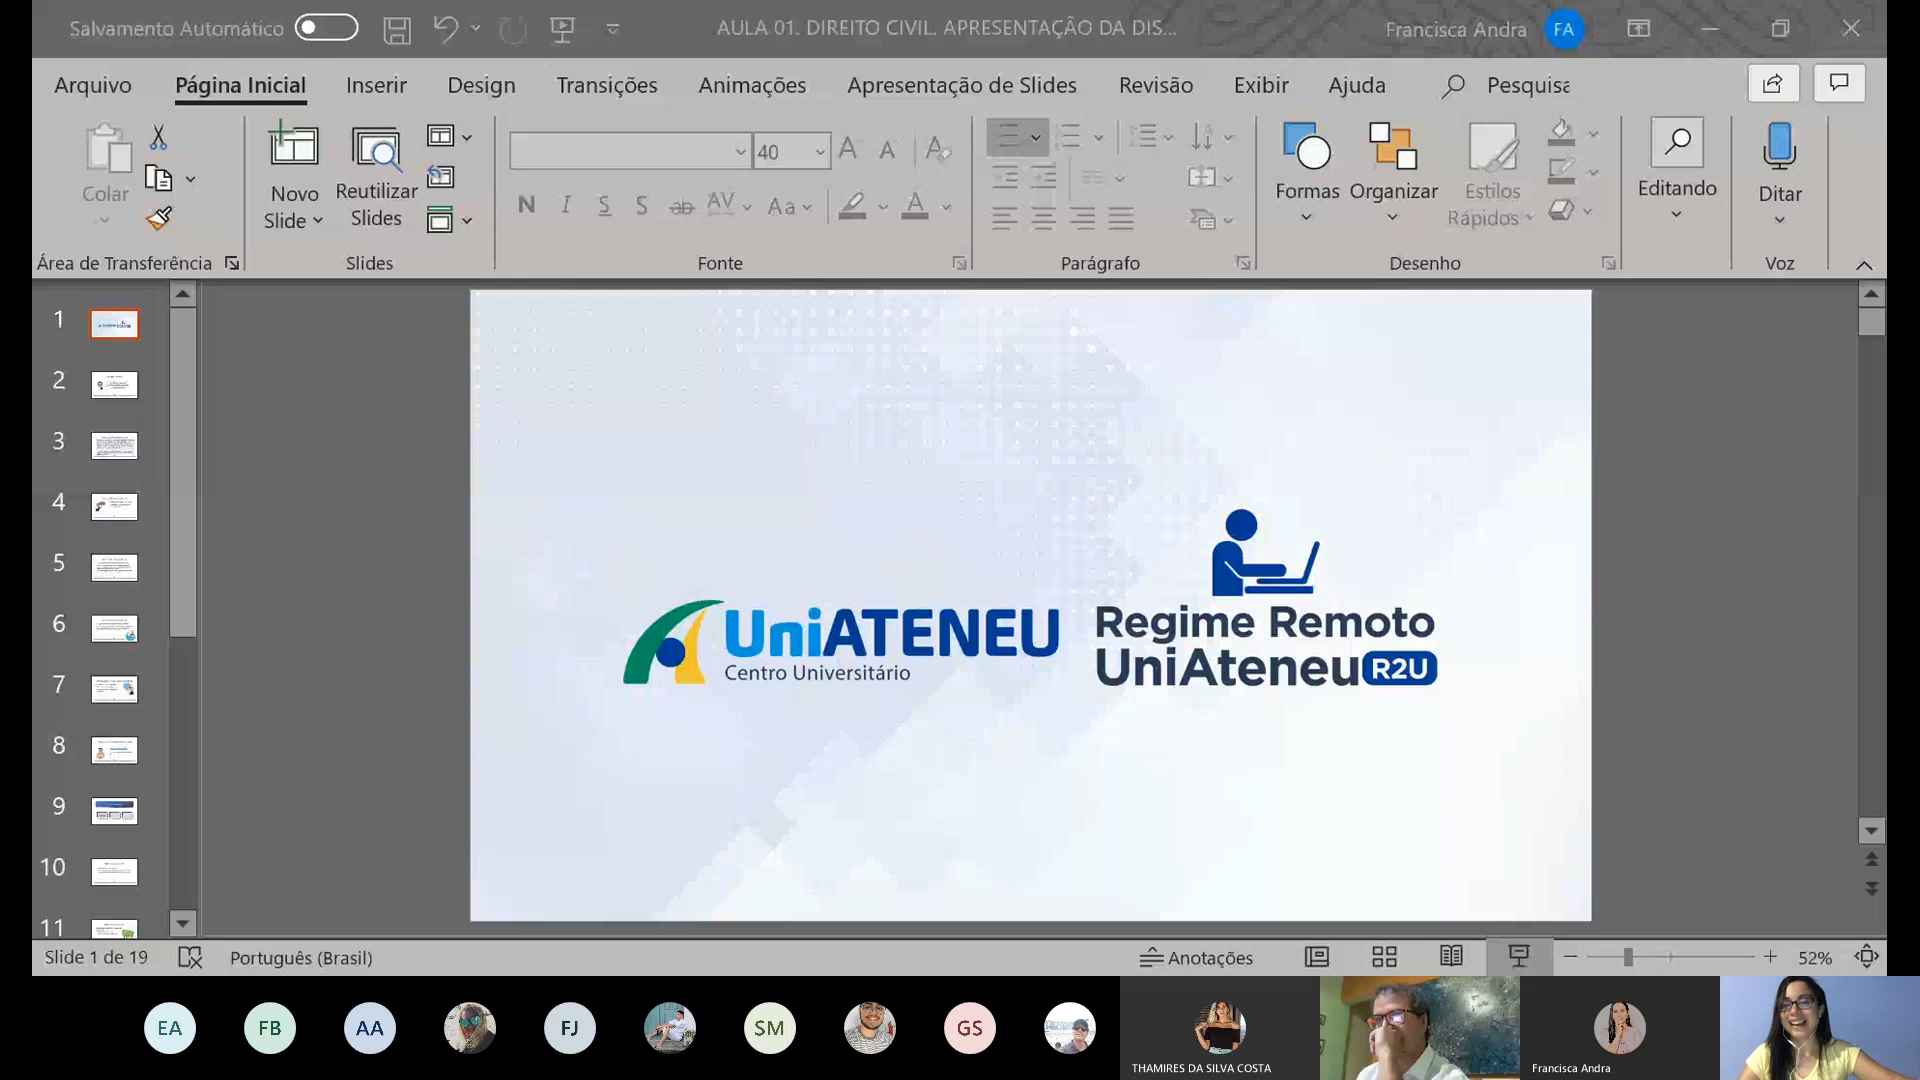 Salvamento Automático
AULA 01. DIREITO CIVIL. APRESENTAÇÃO DA DIS...
Francisca Andra
FA
Arquivo
Página Inicial
Inserir
Design
Transições
Animações
Apresentação de Slides
Revisão
Exibir
Ajuda
Pesquisa
Colar
Novo Slide
Reutilizar Slides
40
N I S S ab AV Aa A
Formas
Organizar
Estilos Rápidos
Editando
Ditar
Área de Transferência
Slides
Fonte
Parágrafo
Desenho
Voz
1
2
3
4
5
6
7
8
9
10
11
UniATENEU
Centro Universitário
Regime Remoto
UniAteneu R2U
Slide 1 de 19
Português (Brasil)
Anotações
52%
EA
FB
AA
FJ
SM
GS
THAMIRES DA SILVA COSTA
Francisca Andra